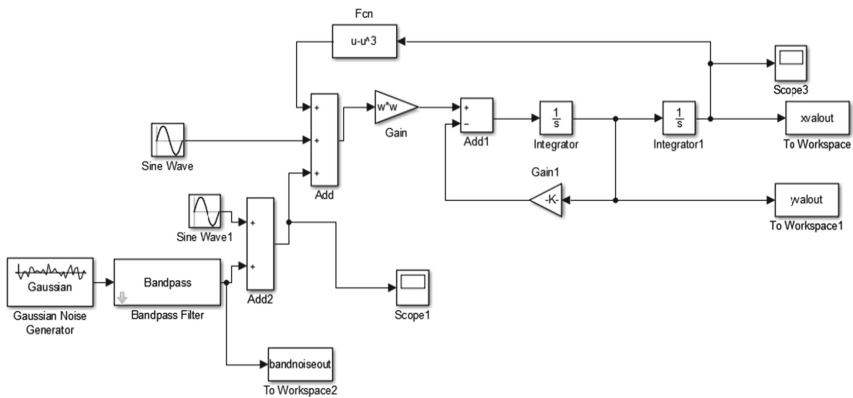 Fcn
u-u^3
Scope3
+
+
+
Add
w*w
Gain
+
−
Add1
1
s
Integrator
1
s
Integrator1
xvalout
To Workspace
Sine Wave
Gain1
-K-
yvalout
To Workspace1
Sine Wave1
+
+
Add2
Gaussian
Gaussian Noise
Generator
Bandpass
Bandpass Filter
Scope1
bandnoiseout
To Workspace2